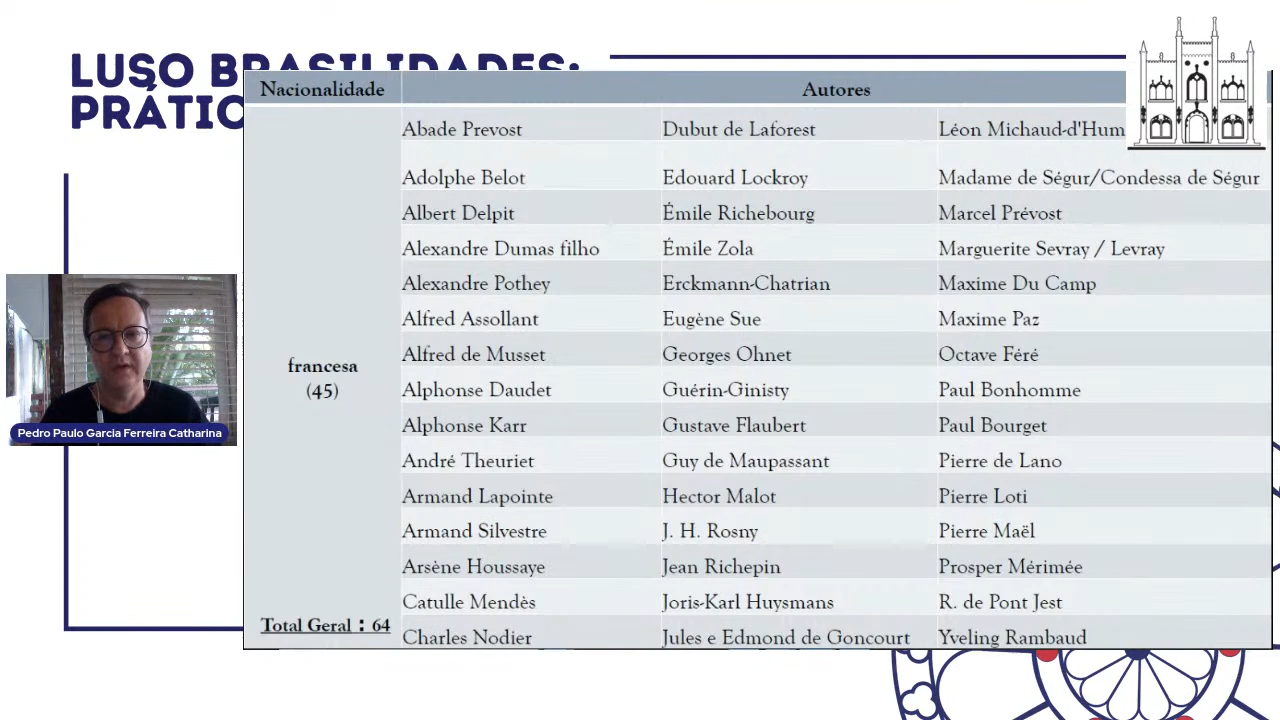 LUSO BRASILIDADES:
PRÁTIC
Nacionalidade Autores
Abade Prevost Dubut de Laforest Léon Michaud-d'Hum
Adolphe Belot Edouard Lockroy Madame de Ségur/Condessa de Ségur
Albert Delpit Émile Richebourg Marcel Prévost
Alexandre Dumas filho Émile Zola Marguerite Sevray / Levray
Alexandre Pothey Erckmann-Chatrian Maxime Du Camp
Alfred Assollant Eugène Sue Maxime Paz
Alfred de Musset Georges Ohnet Octave Féré
francesa
(45)
Alphonse Daudet Guérin-Ginisty Paul Bonhomme
Alphonse Karr Gustave Flaubert Paul Bourget
André Theuriet Guy de Maupassant Pierre de Lano
Armand Lapointe Hector Malot Pierre Loti
Armand Silvestre J. H. Rosny Pierre Maël
Arsène Houssaye Jean Richepin Prosper Mérimée
Catulle Mendès Joris-Karl Huysmans R. de Pont Jest
Total Geral : 64
Charles Nodier Jules e Edmond de Goncourt Yveling Rambaud
Pedro Paulo Garcia Ferreira Catharina